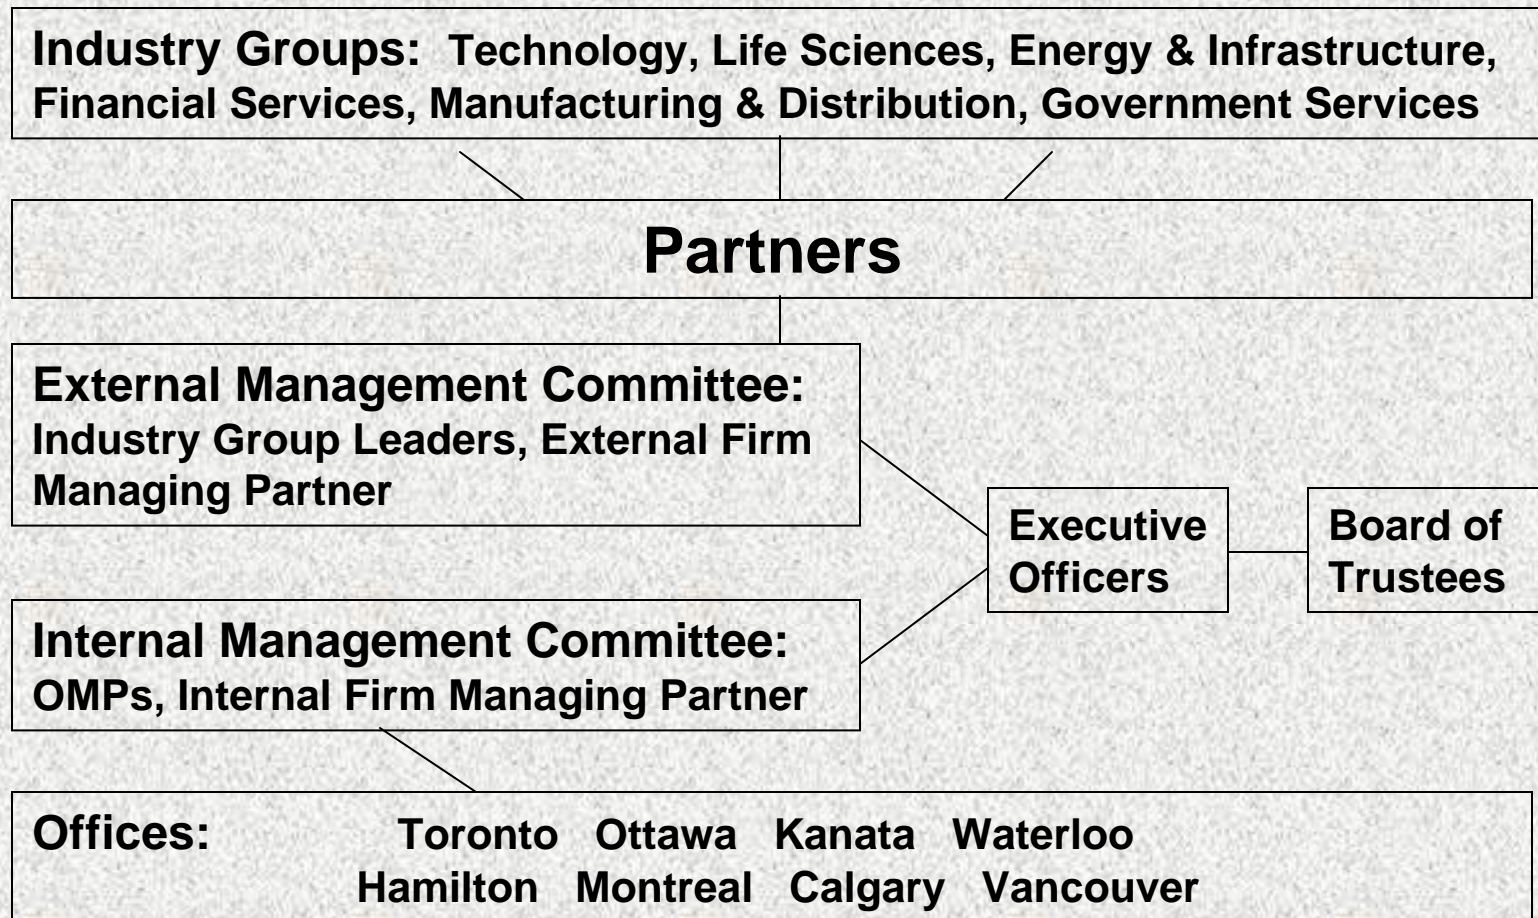 Industry Groups: Technology, Life Sciences, Energy & Infrastructure,
Financial Services, Manufacturing & Distribution, Government Services
Partners
External Management Committee:
Industry Group Leaders, External Firm
Managing Partner
Executive
Officers
Board of
Trustees
Internal Management Committee:
OMPs, Internal Firm Managing Partner
Offices: Toronto Ottawa Kanata Waterloo
Hamilton Montreal Calgary Vancouver